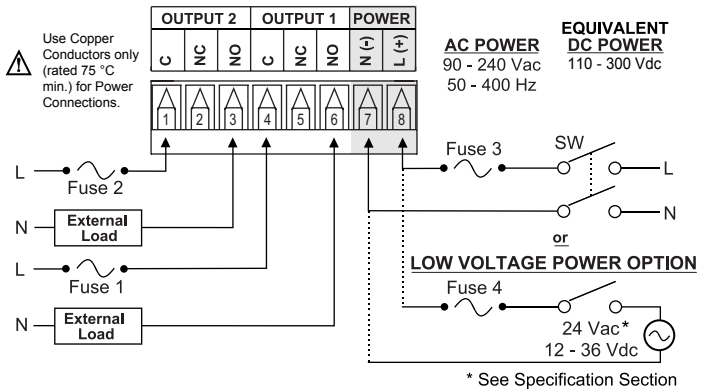 Use Copper
Conductors only
(rated 75 °C
min.) for Power
Connections.
OUTPUT 2 OUTPUT 1 POWER
C NC NO C NC NO N (-) L (+)
1 2 3 4 5 6 7 8
AC POWER
90 - 240 Vac
50 - 400 Hz
EQUIVALENT
DC POWER
110 - 300 Vdc
L
Fuse 2
N
External
Load
L
Fuse 1
N
External
Load
Fuse 3
SW
L
N
or
LOW VOLTAGE POWER OPTION
Fuse 4
24 Vac*
12 - 36 Vdc
* See Specification Section